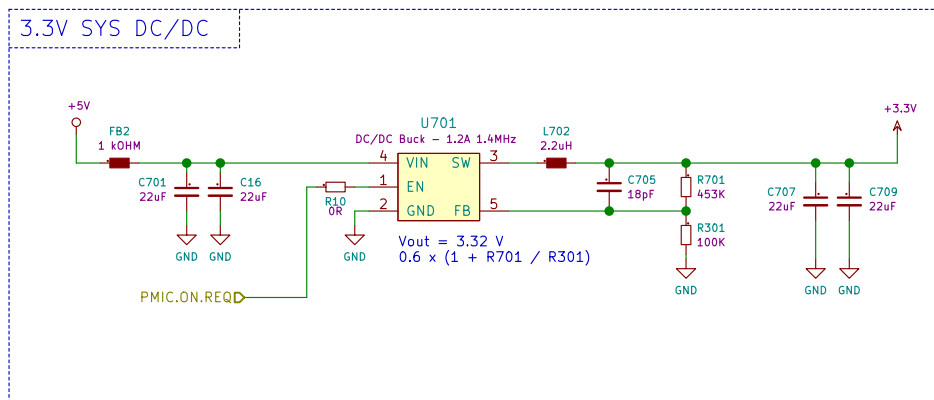 3.3V SYS DC/DC
+5V
FB2
1 kOHM
C701
22uF
C16
22uF
GND
GND
R10
0R
PMIC.ON.REQ
U701
DC/DC Buck - 1.2A 1.4MHz
4
VIN
SW
3
1
EN
2
GND
FB
5
GND
Vout = 3.32 V
0.6 x (1 + R701 / R301)
L702
2.2uH
C705
18pF
R701
453K
R301
100K
GND
+3.3V
C707
22uF
C709
22uF
GND
GND